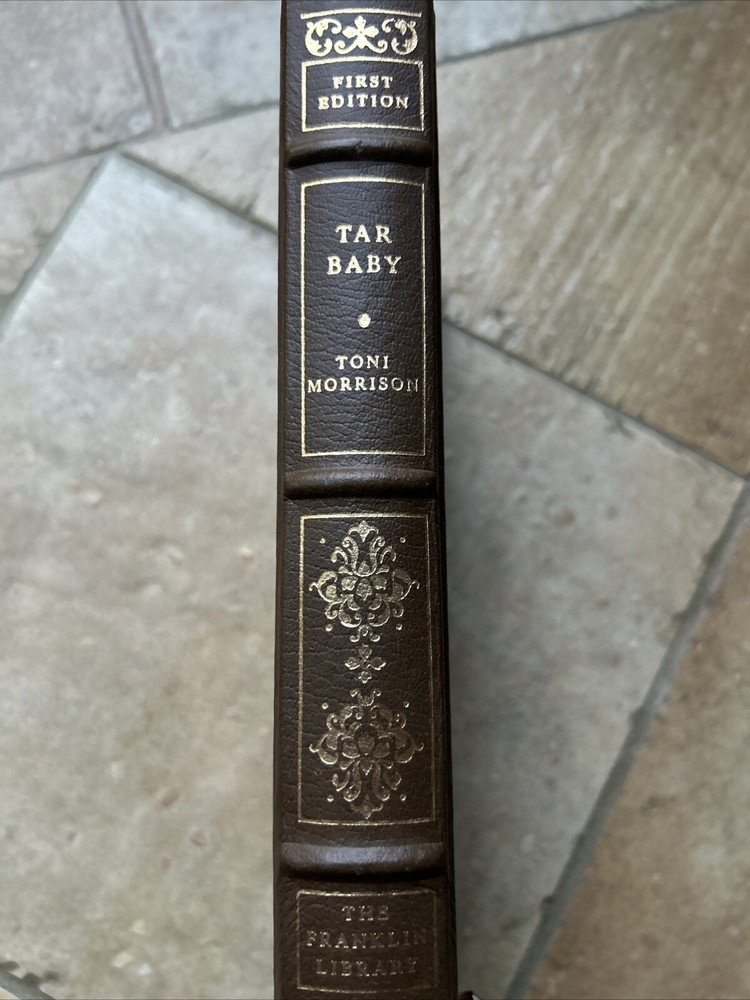 FIRST
EDITION
TAR
BABY
TONI
MORRISON
THE
FRANKLIN
LIBRARY